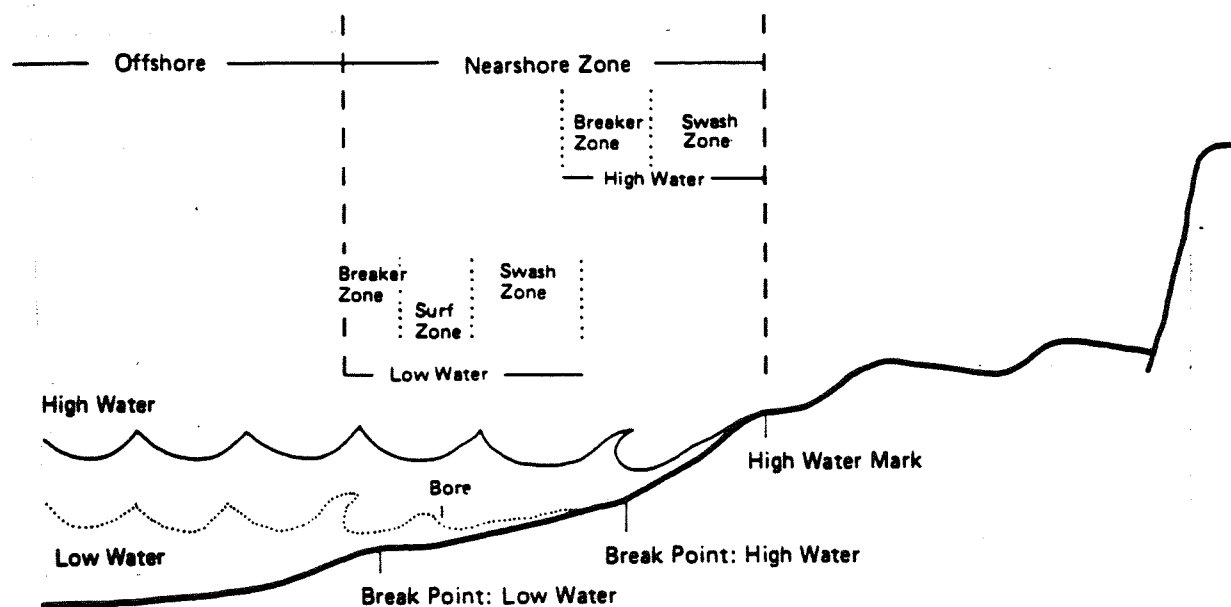 Offshore
Nearshore Zone
Breaker
Zone
Swash
Zone
High Water
Breaker
Zone
Surf
Zone
Swash
Zone
Low Water
High Water
High Water Mark
Bore
Low Water
Break Point: High Water
Break Point: Low Water